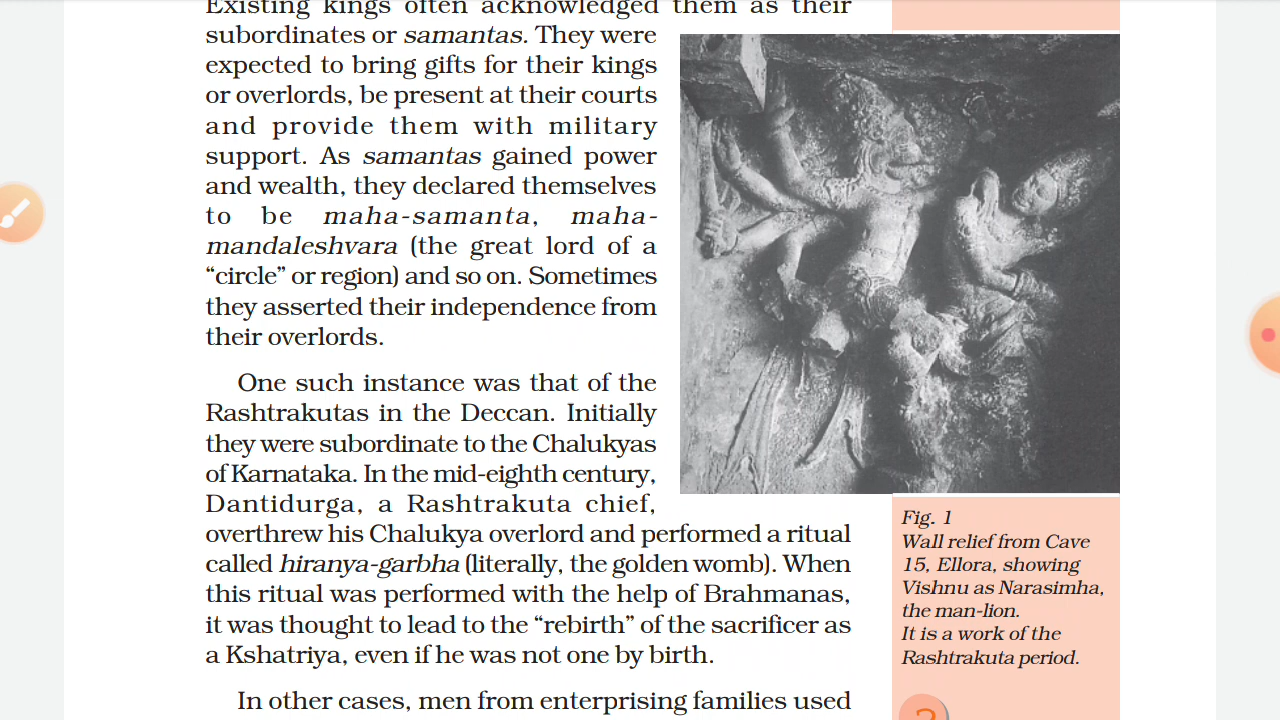 Existing kings often acknowledged them as their
subordinates or samantas. They were
expected to bring gifts for their kings
or overlords, be present at their courts
and provide them with military
support. As samantas gained power
and wealth, they declared themselves
to be maha-samanta, maha-
mandaleshvara (the great lord of a
“circle” or region) and so on. Sometimes
they asserted their independence from
their overlords.
One such instance was that of the
Rashtrakutas in the Deccan. Initially
they were subordinate to the Chalukyas
of Karnataka. In the mid-eighth century,
Dantidurga, a Rashtrakuta chief,
overthrew his Chalukya overlord and performed a ritual
called hiranya-garbha (literally, the golden womb). When
this ritual was performed with the help of Brahmanas,
it was thought to lead to the “rebirth” of the sacrificer as
a Kshatriya, even if he was not one by birth.
In other cases, men from enterprising families used
Fig. 1
Wall relief from Cave
15, Ellora, showing
Vishnu as Narasimha,
the man-lion.
It is a work of the
Rashtrakuta period.
?